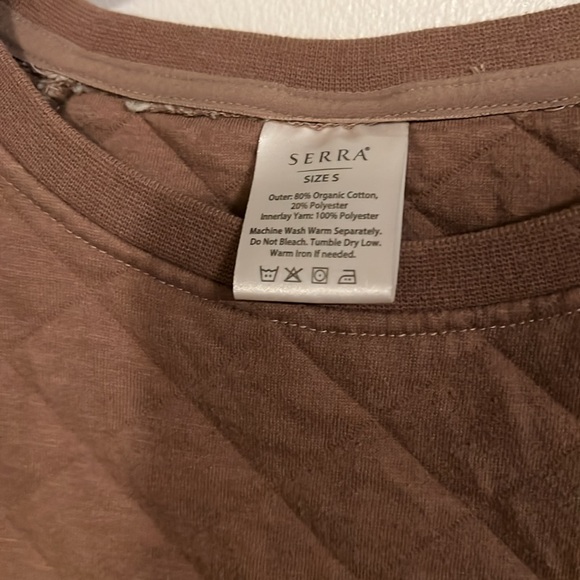 SERRA®
SIZE S
Outer: 80% Organic Cotton,
20% Polyester
Innerlay Yarn: 100% Polyester
Machine Wash Warm Separately.
Do Not Bleach. Tumble Dry Low.
Warm Iron if needed.